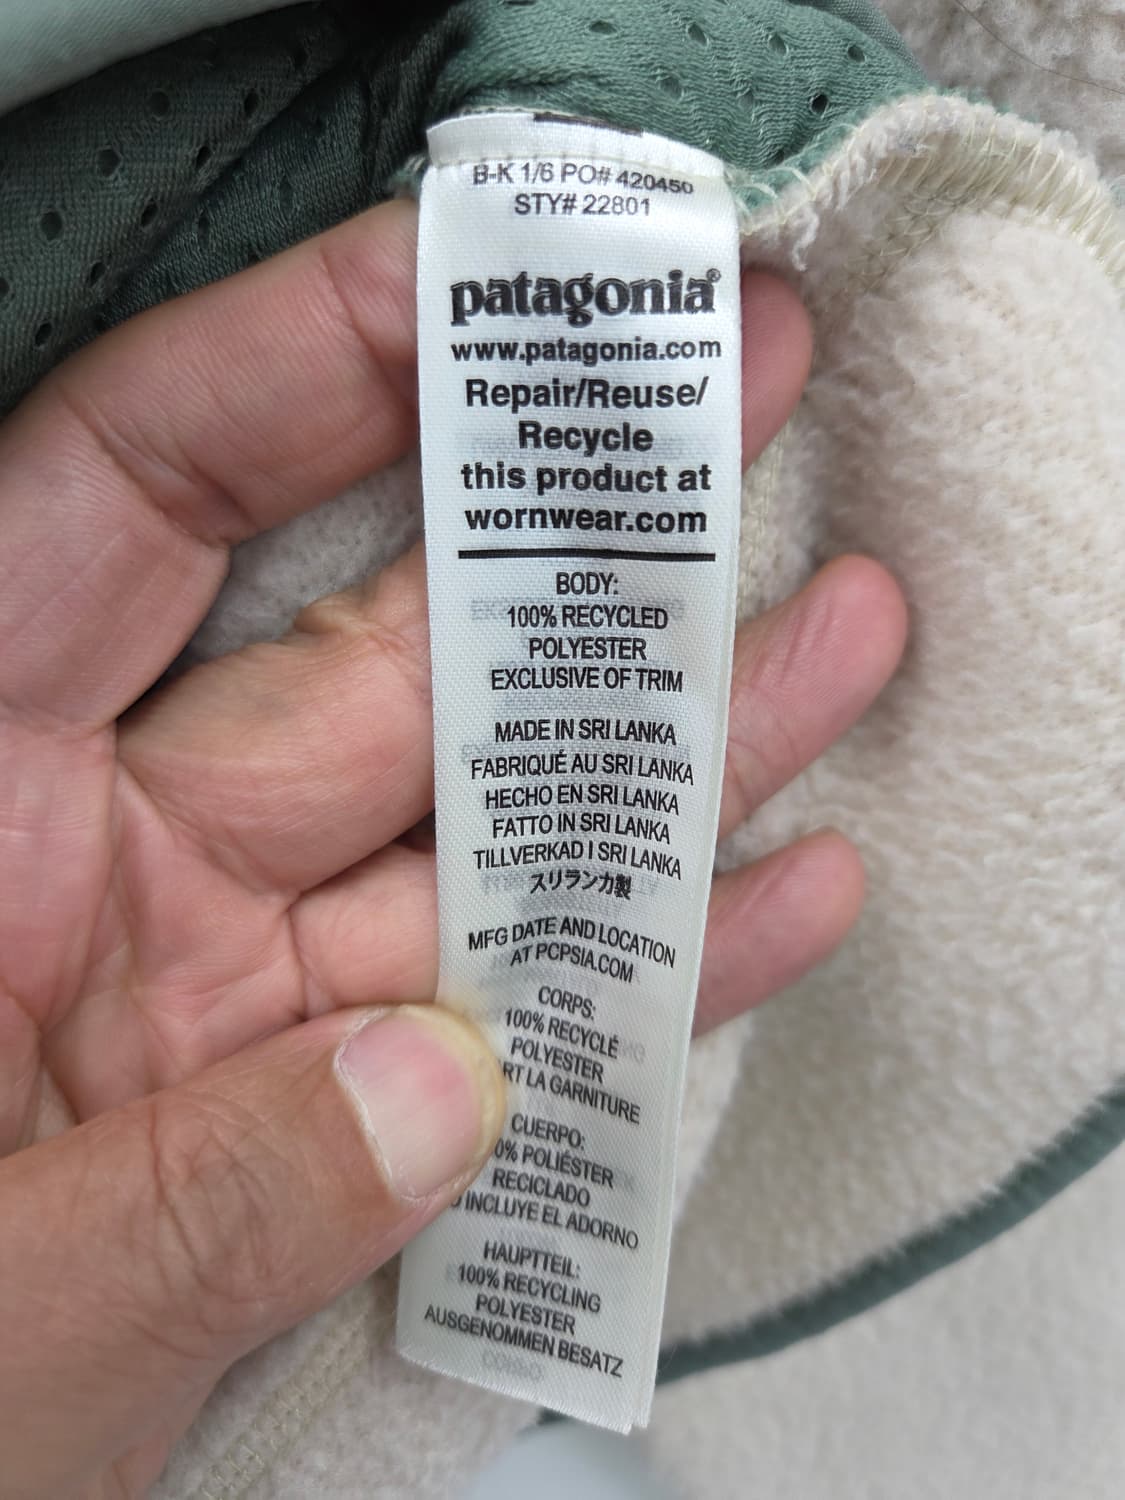 B-K 1/6 PO# 420450
STY# 22801
patagonia®
www.patagonia.com
Repair/Reuse/
Recycle
this product at
wornwear.com
BODY:
100% RECYCLED
POLYESTER
EXCLUSIVE OF TRIM
MADE IN SRI LANKA
FABRIQUÉ AU SRI LANKA
HECHO EN SRI LANKA
FATTO IN SRI LANKA
TILLVERKAD I SRI LANKA
スリランカ製
MFG DATE AND LOCATION
AT PCPSIA.COM
CORPS:
100% RECYCLÉ
POLYESTER
RT LA GARNITURE
CUERPO:
0% POLIÉSTER
RECICLADO
INCLUYE EL ADORNO
HAUPTTEIL:
100% RECYCLING
POLYESTER
AUSGENOMMEN BESATZ